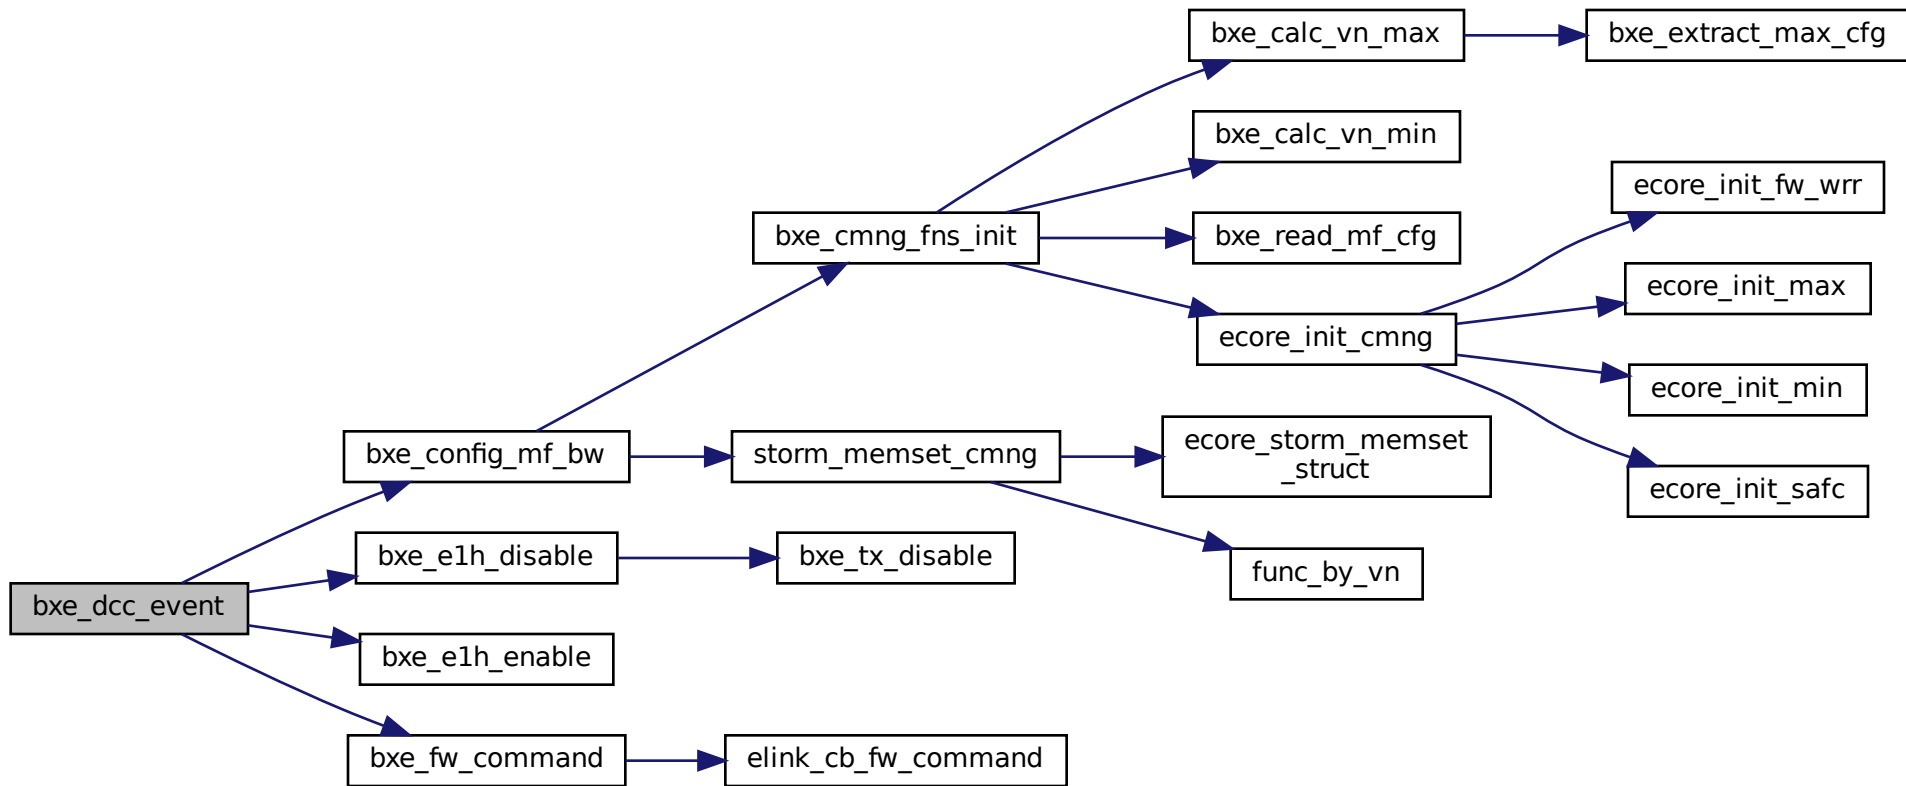 bxe_calc_vn_max
bxe_extract_max_cfg
bxe_calc_vn_min
ecore_init_fw_wrr
bxe_cmng_fns_init
bxe_read_mf_cfg
ecore_init_max
ecore_init_cmng
ecore_init_min
bxe_config_mf_bw
storm_memset_cmng
ecore_storm_memset
_struct
ecore_init_safc
bxe_e1h_disable
bxe_tx_disable
func_by_vn
bxe_dcc_event
bxe_e1h_enable
bxe_fw_command
elink_cb_fw_command